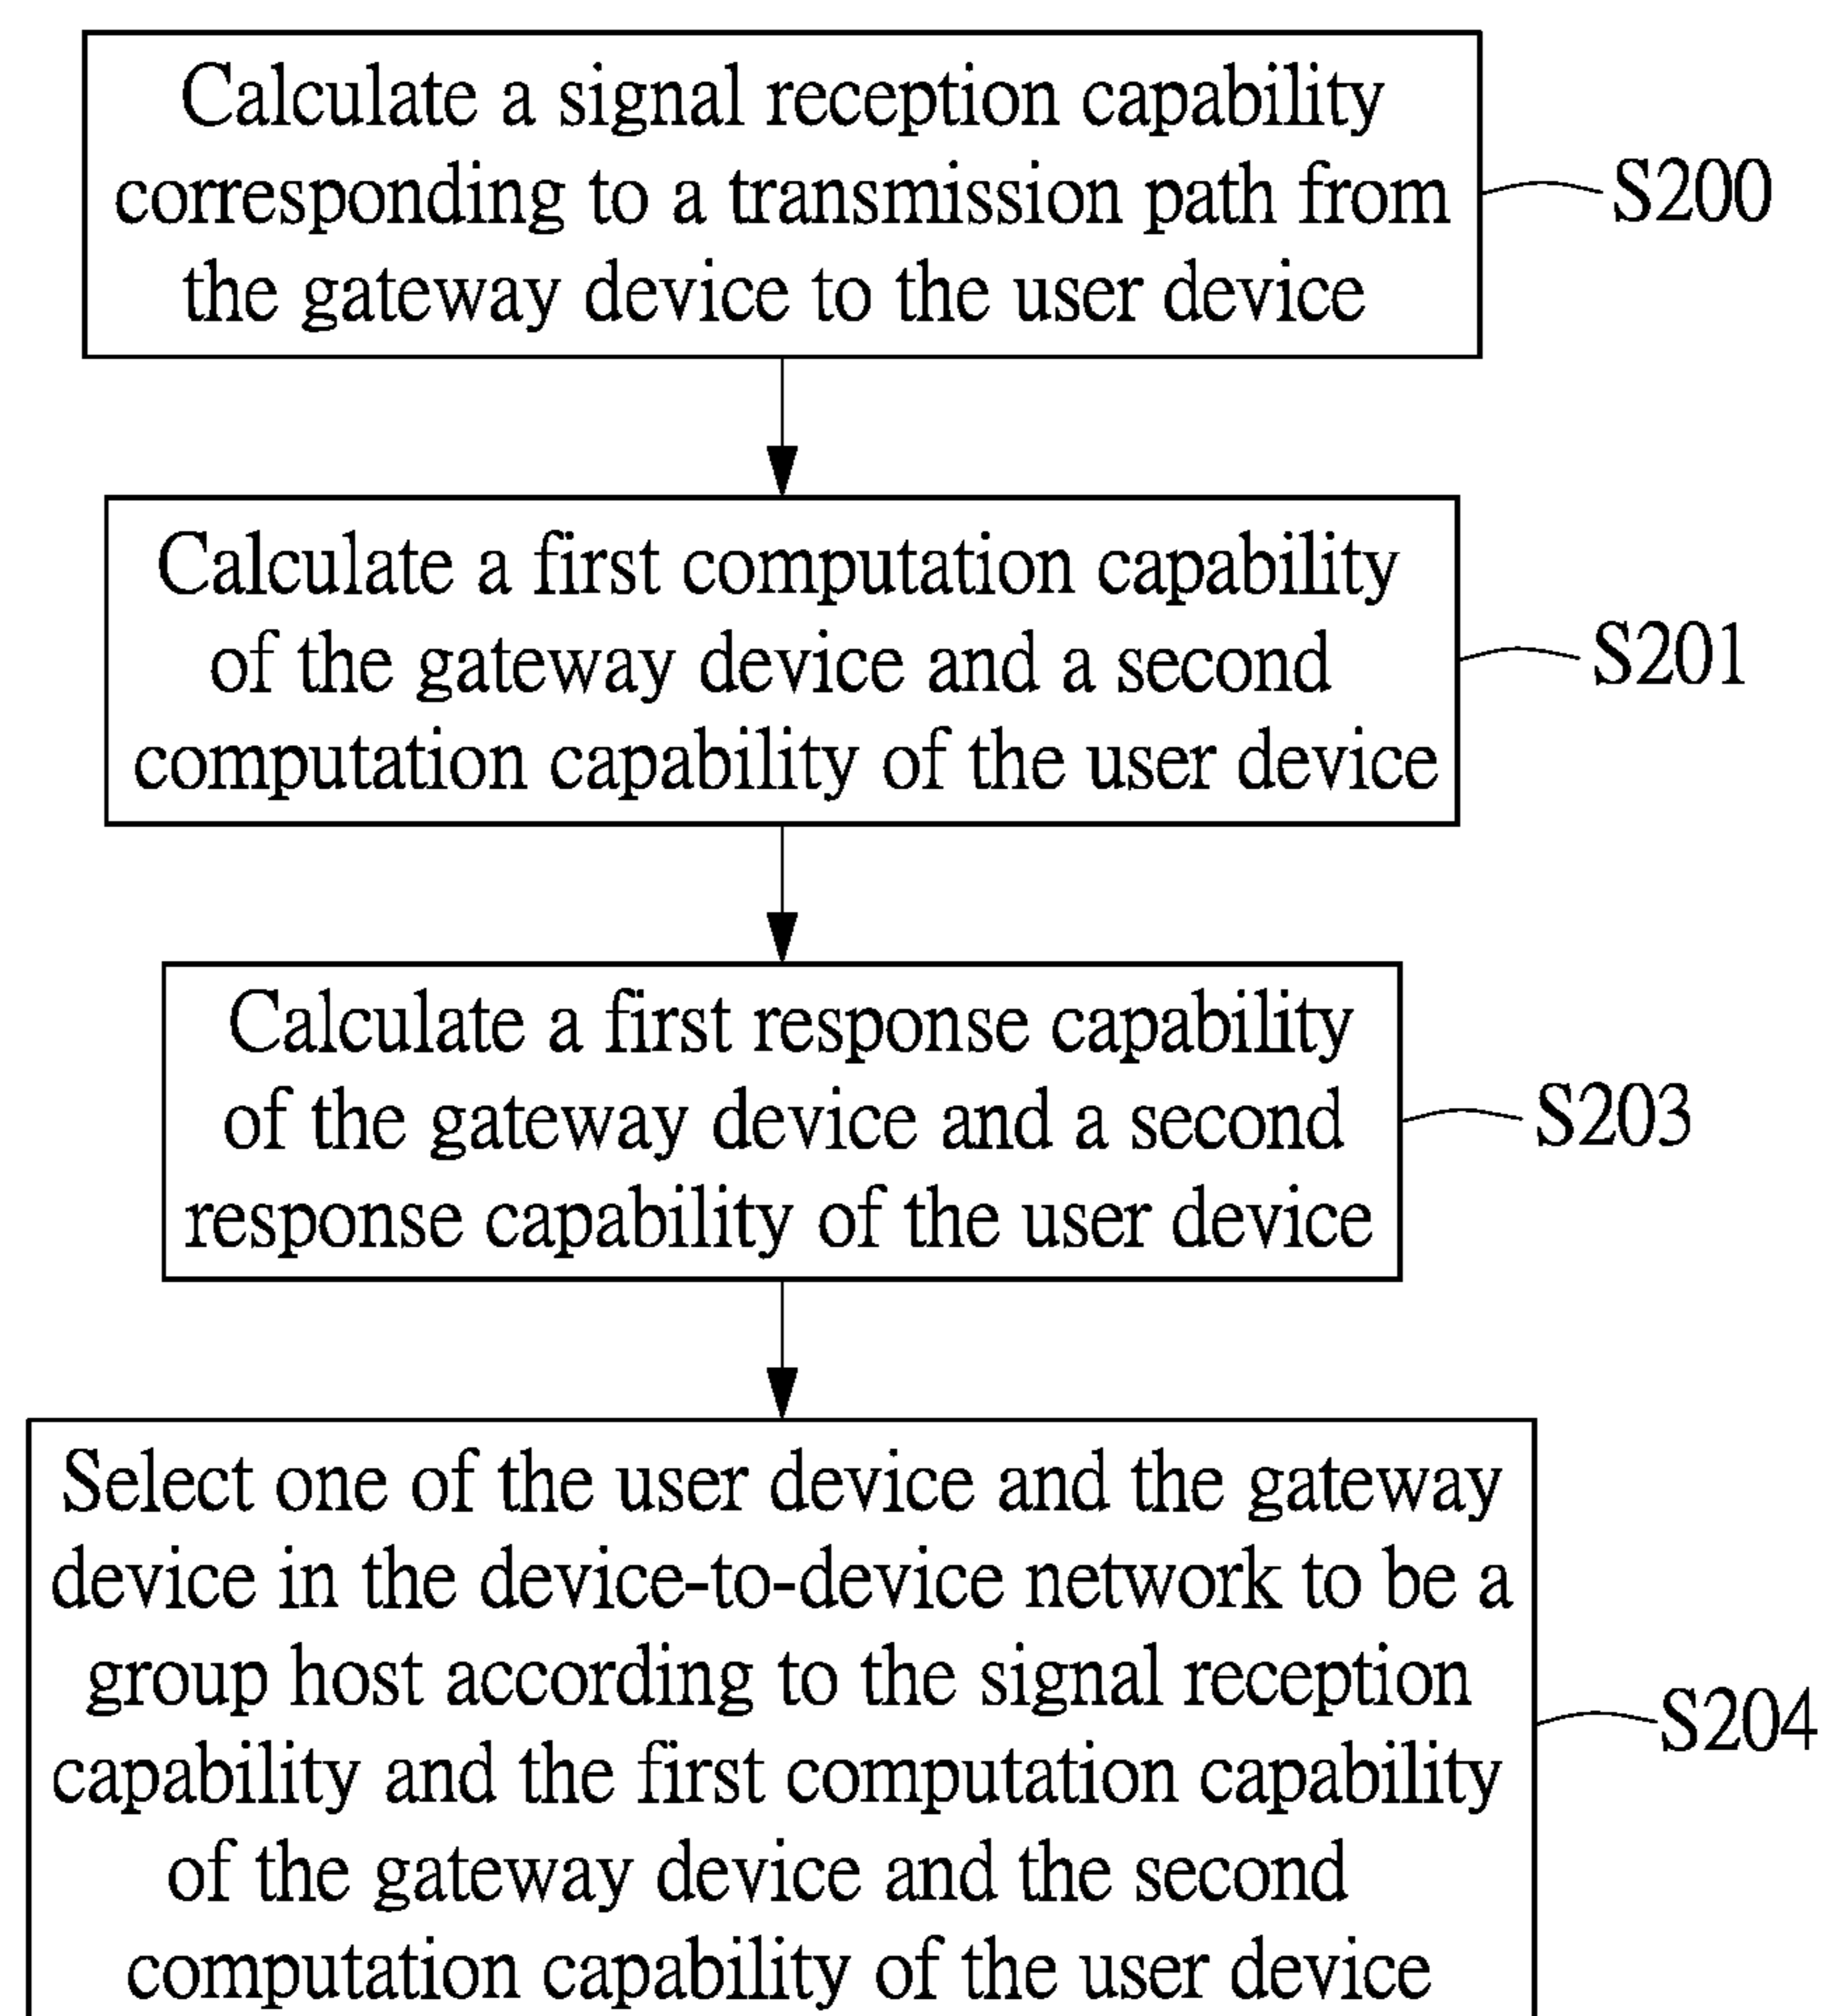 Calculate a signal reception capability
corresponding to a transmission path from
the gateway device to the user device
S200
Calculate a first computation capability
of the gateway device and a second
computation capability of the user device
S201
Calculate a first response capability
of the gateway device and a second
response capability of the user device
S203
Select one of the user device and the gateway
device in the device-to-device network to be a
group host according to the signal reception
capability and the first computation capability
of the gateway device and the second
computation capability of the user device
S204